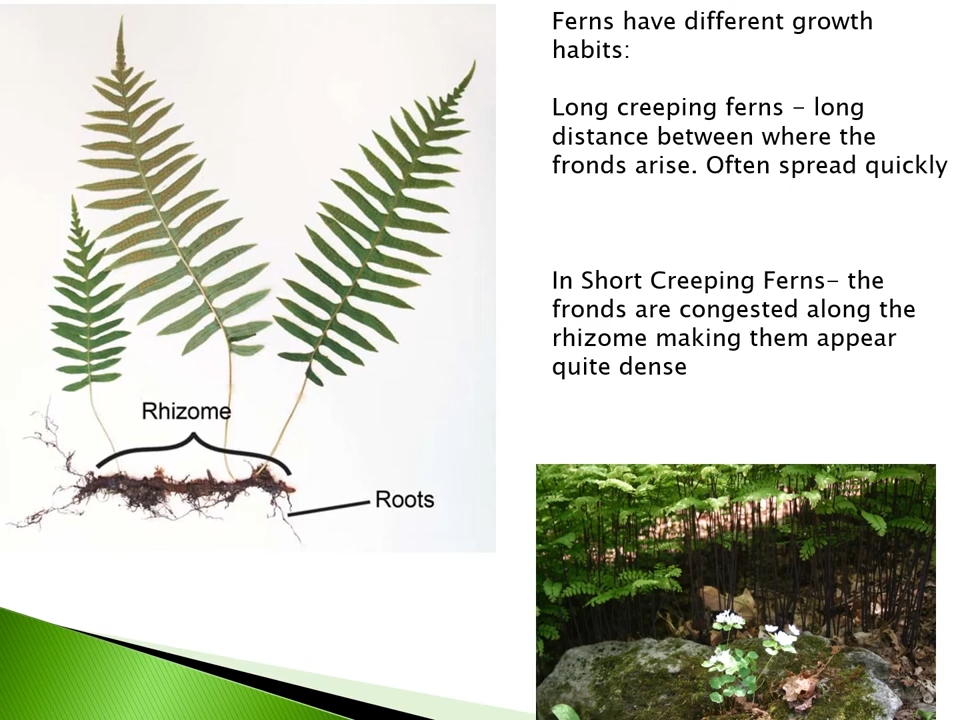 Ferns have different growth
habits:
Long creeping ferns – long
distance between where the
fronds arise. Often spread quickly
In Short Creeping Ferns– the
fronds are congested along the
rhizome making them appear
quite dense
Rhizome
Roots